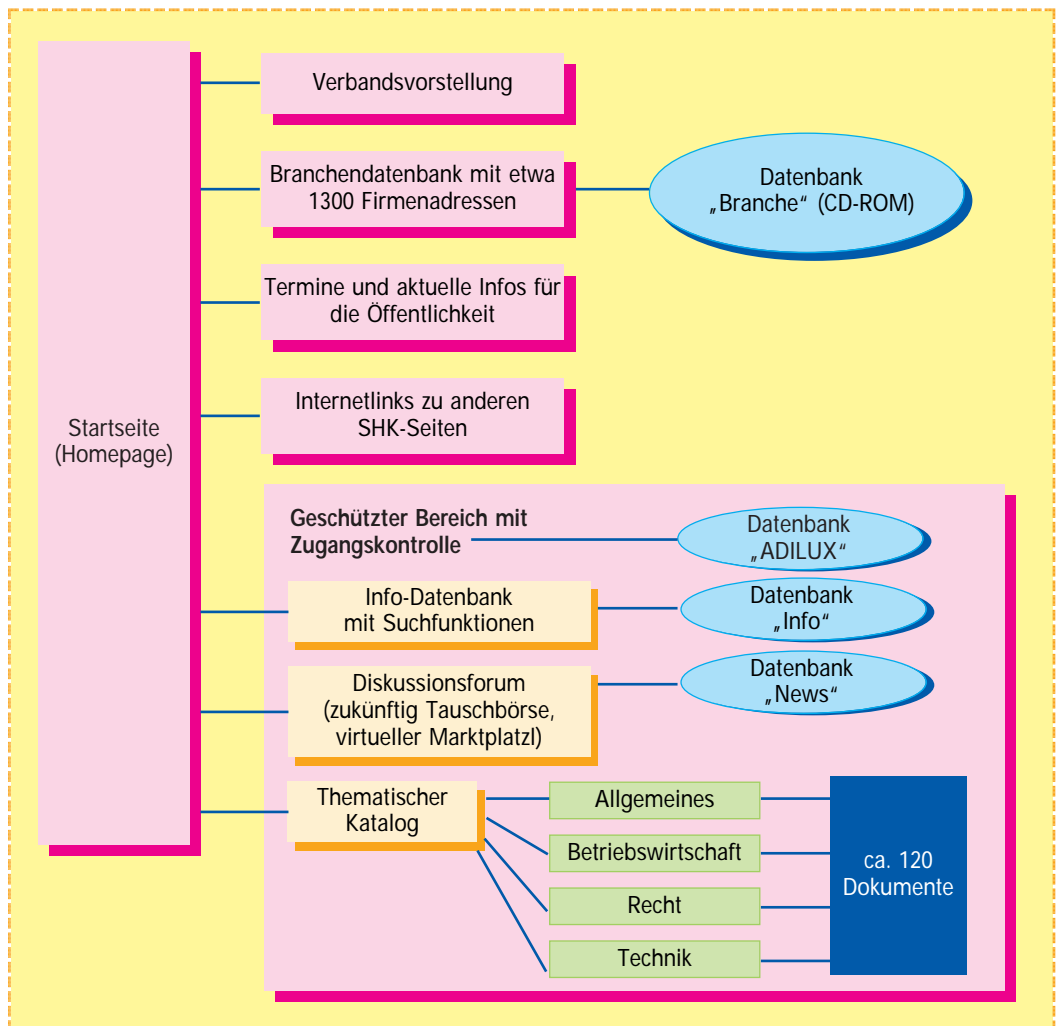 Startseite
(Homepage)
Verbandsvorstellung
Branchendatenbank mit etwa
1300 Firmenadressen
Datenbank
„Branche“ (CD-ROM)
Termine und aktuelle Infos für
die Öffentlichkeit
Internetlinks zu anderen
SHK-Seiten
Geschützter Bereich mit
Zugangskontrolle
Datenbank
„ADILUX“
Info-Datenbank
mit Suchfunktionen
Datenbank
„Info“
Diskussionsforum
(zukünftig Tauschbörse,
virtueller Marktplatzl)
Datenbank
„News“
Thematischer
Katalog
Allgemeines
Betriebswirtschaft
Recht
Technik
ca. 120
Dokumente